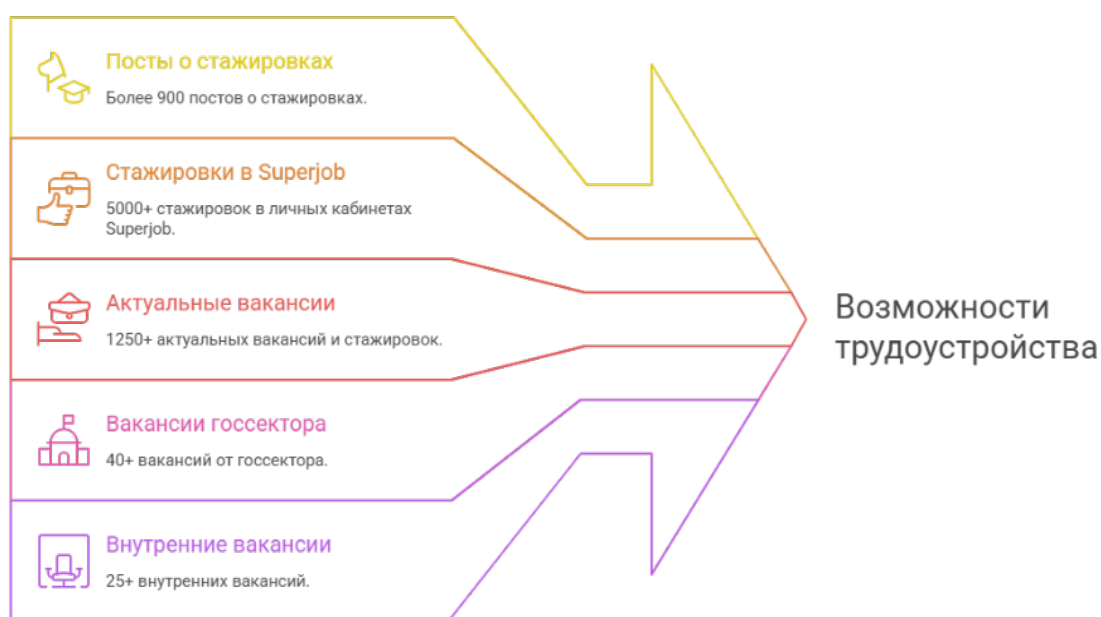 Посты о стажировках
Более 900 постов о стажировках.
Стажировки в Superjob
5000+ стажировок в личных кабинетах
Superjob.
Актуальные вакансии
1250+ актуальных вакансий и стажировок.
Вакансии госсектора
40+ вакансий от госсектора.
Внутренние вакансии
25+ внутренних вакансий.
Возможности
трудоустройства